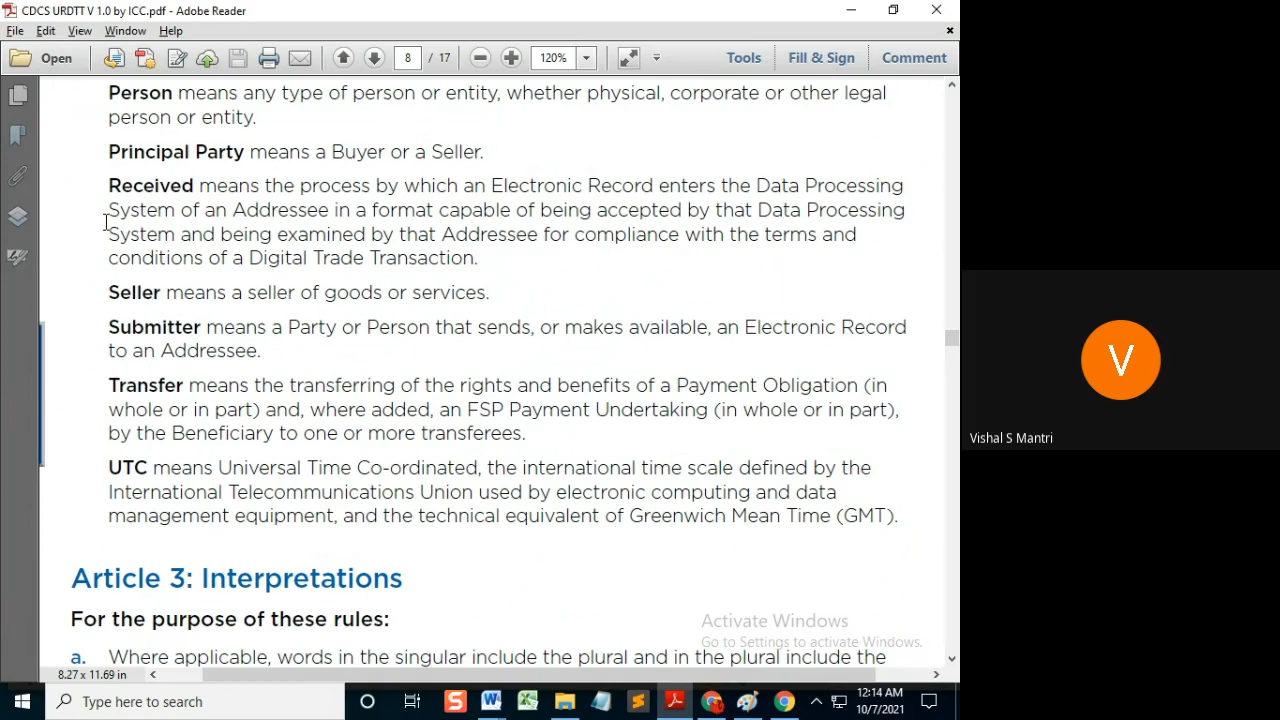 CDCS URDTT V 1.0 by ICC.pdf - Adobe Reader
File Edit View Window Help
Open 8 / 17 120% Tools Fill & Sign Comment
Person means any type of person or entity, whether physical, corporate or other legal
person or entity.
Principal Party means a Buyer or a Seller.
Received means the process by which an Electronic Record enters the Data Processing
System of an Addressee in a format capable of being accepted by that Data Processing
System and being examined by that Addressee for compliance with the terms and
conditions of a Digital Trade Transaction.
Seller means a seller of goods or services.
Submitter means a Party or Person that sends, or makes available, an Electronic Record
to an Addressee.
Transfer means the transferring of the rights and benefits of a Payment Obligation (in
whole or in part) and, where added, an FSP Payment Undertaking (in whole or in part),
by the Beneficiary to one or more transferees.
UTC means Universal Time Co-ordinated, the international time scale defined by the
International Telecommunications Union used by electronic computing and data
management equipment, and the technical equivalent of Greenwich Mean Time (GMT).
Article 3: Interpretations
For the purpose of these rules:
a. Where applicable, words in the singular include the plural and in the plural include the
Activate Windows
Go to Settings to activate Windows.
8.27 x 11.69 in
V
Vishal S Mantri
Type here to search
12:14 AM
10/7/2021